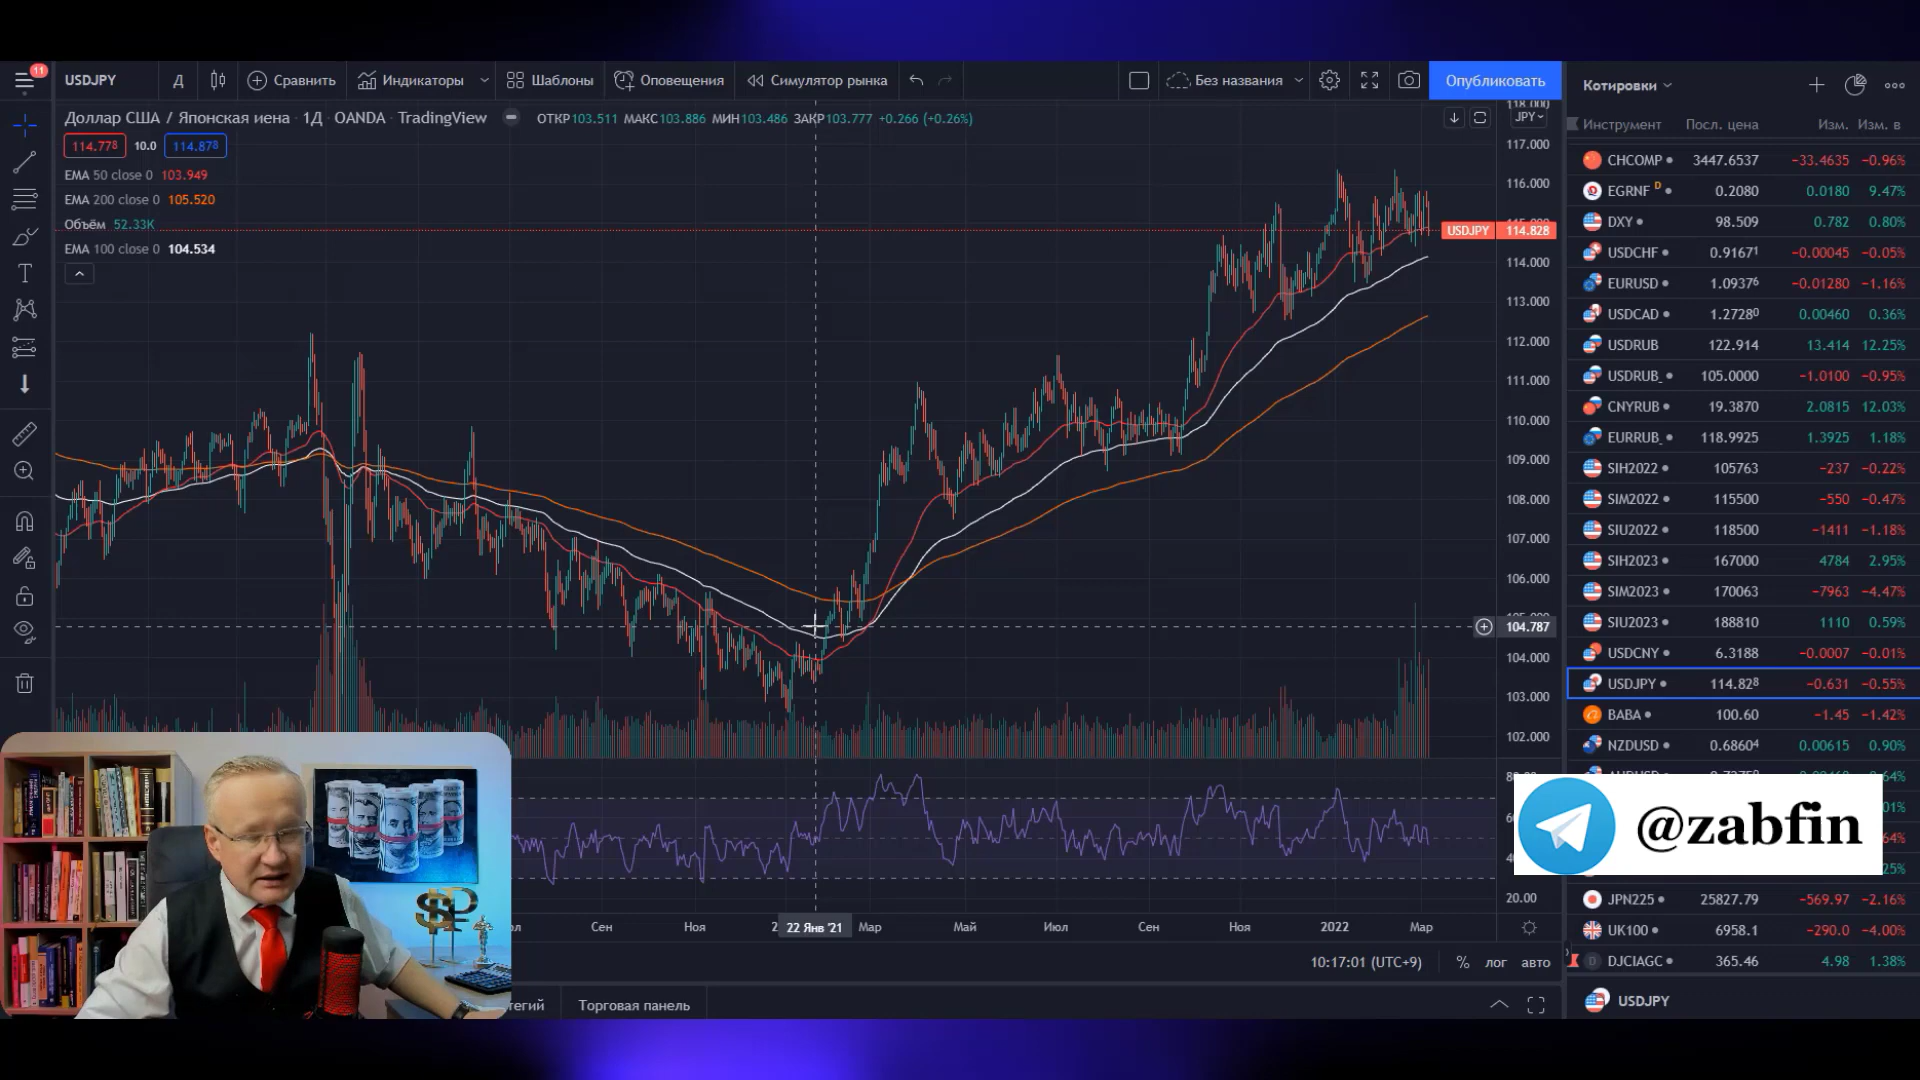 11
USDJPY Д Сравнить Индикаторы Шаблоны Оповещения Симулятор рынка Без названия Опубликовать
Доллар США / Японская иена · 1Д · OANDA · TradingView ОТКР103.511 МАКС103.886 МИН103.486 ЗАКР103.777 +0.266 (+0.26%)
114.778 10.0 114.878
EMA 50 close 0 103.949
EMA 200 close 0 105.520
Объём 52.33K
EMA 100 close 0 104.534
118.000
JPY
117.000
116.000
115.000
USDJPY 114.828
114.000
113.000
112.000
111.000
110.000
109.000
108.000
107.000
106.000
105.000
104.787
104.000
103.000
102.000
20.00
Сен Ноя 22 Янв '21 Мар Май Июл Сен Ноя 2022 Мар
10:17:01 (UTC+9) % лог авто
тегий Торговая панель
Котировки
Инструмент Посл. цена Изм. Изм. в
CHCOMP 3447.6537 −33.4635 −0.96%
EGRNF D 0.2080 0.0180 9.47%
DXY 98.509 0.782 0.80%
USDCHF 0.91671 −0.00045 −0.05%
EURUSD 1.09376 −0.01280 −1.16%
USDCAD 1.27280 0.00460 0.36%
USDRUB 122.914 13.414 12.25%
USDRUB_ 105.0000 −1.0100 −0.95%
CNYRUB 19.3870 2.0815 12.03%
EURRUB_ 118.9925 1.3925 1.18%
SIH2022 105763 −237 −0.22%
SIM2022 115500 −550 −0.47%
SIU2022 118500 −1411 −1.18%
SIH2023 167000 4784 2.95%
SIM2023 170063 −7963 −4.47%
SIU2023 188810 1110 0.59%
USDCNY 6.3188 −0.0007 −0.01%
USDJPY 114.828 −0.631 −0.55%
BABA 100.60 −1.45 −1.42%
NZDUSD 0.68604 0.00615 0.90%
@zabfin
JPN225 25827.79 −569.97 −2.16%
UK100 6958.1 −290.0 −4.00%
D DJCIAGC 365.46 4.98 1.38%
USDJPY